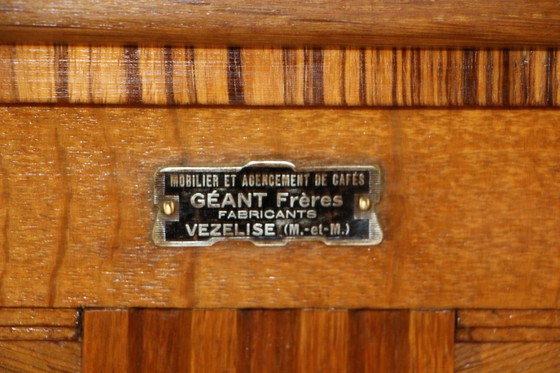 MOBILIER ET AGENCEMENT DE CAFÉS
GÉANT Frères
FABRICANTS
VEZELISE (M.-et-M.)